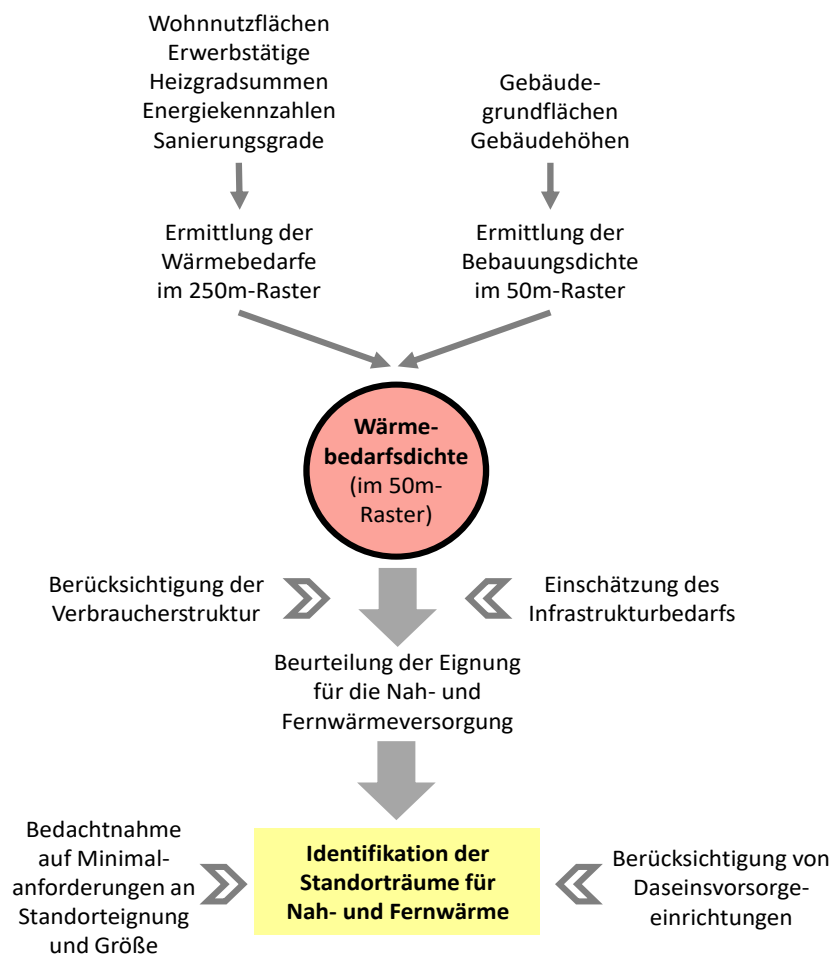 Wohnnutzflächen
Erwerbstätige
Heizgradsummen
Energiekennzahlen
Sanierungsgrade
Gebäude-
grundflächen
Gebäudehöhen
Ermittlung der
Wärmebedarfe
im 250m-Raster
Ermittlung der
Bebauungsdichte
im 50m-Raster
Wärme-
bedarfsdichte
(im 50m-
Raster)
Berücksichtigung der
Verbraucherstruktur
Einschätzung des
Infrastrukturbedarfs
Beurteilung der Eignung
für die Nah- und
Fernwärmeversorgung
Bedachtnahme
auf Minimal-
anforderungen an
Standorteignung
und Größe
Identifikation der
Standorträume für
Nah- und Fernwärme
Berücksichtigung von
Daseinsvorsorge-
einrichtungen